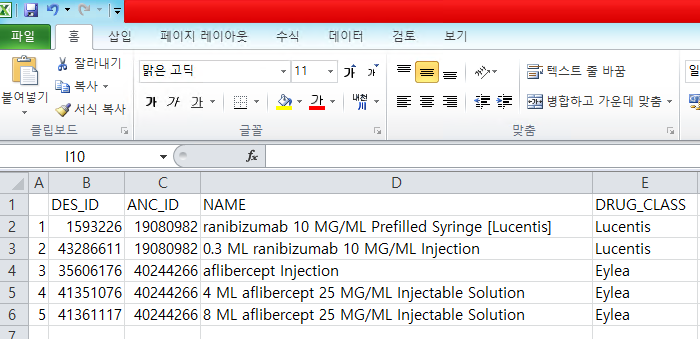 파일 홈 삽입 페이지 레이아웃 수식 데이터 검토 보기
붙여넣기
잘라내기
복사
서식 복사
클립보드
맑은 고딕 11 가 가
가 가 가 가 내천
글꼴
텍스트 줄 바꿈
병합하고 가운데 맞춤
맞춤
일
I10 fx
A B C D E
1 DES_ID ANC_ID NAME DRUG_CLASS
2 1 1593226 19080982 ranibizumab 10 MG/ML Prefilled Syringe [Lucentis] Lucentis
3 2 43286611 19080982 0.3 ML ranibizumab 10 MG/ML Injection Lucentis
4 3 35606176 40244266 aflibercept Injection Eylea
5 4 41351076 40244266 4 ML aflibercept 25 MG/ML Injectable Solution Eylea
6 5 41361117 40244266 8 ML aflibercept 25 MG/ML Injectable Solution Eylea
7